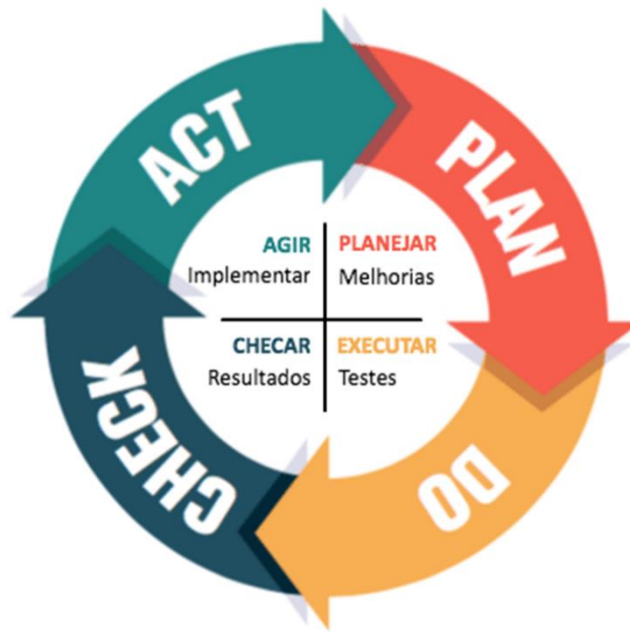 ACT
PLAN
AGIR
Implementar
PLANEJAR
Melhorias
CHECAR
Resultados
EXECUTAR
Testes
CHECK
DO